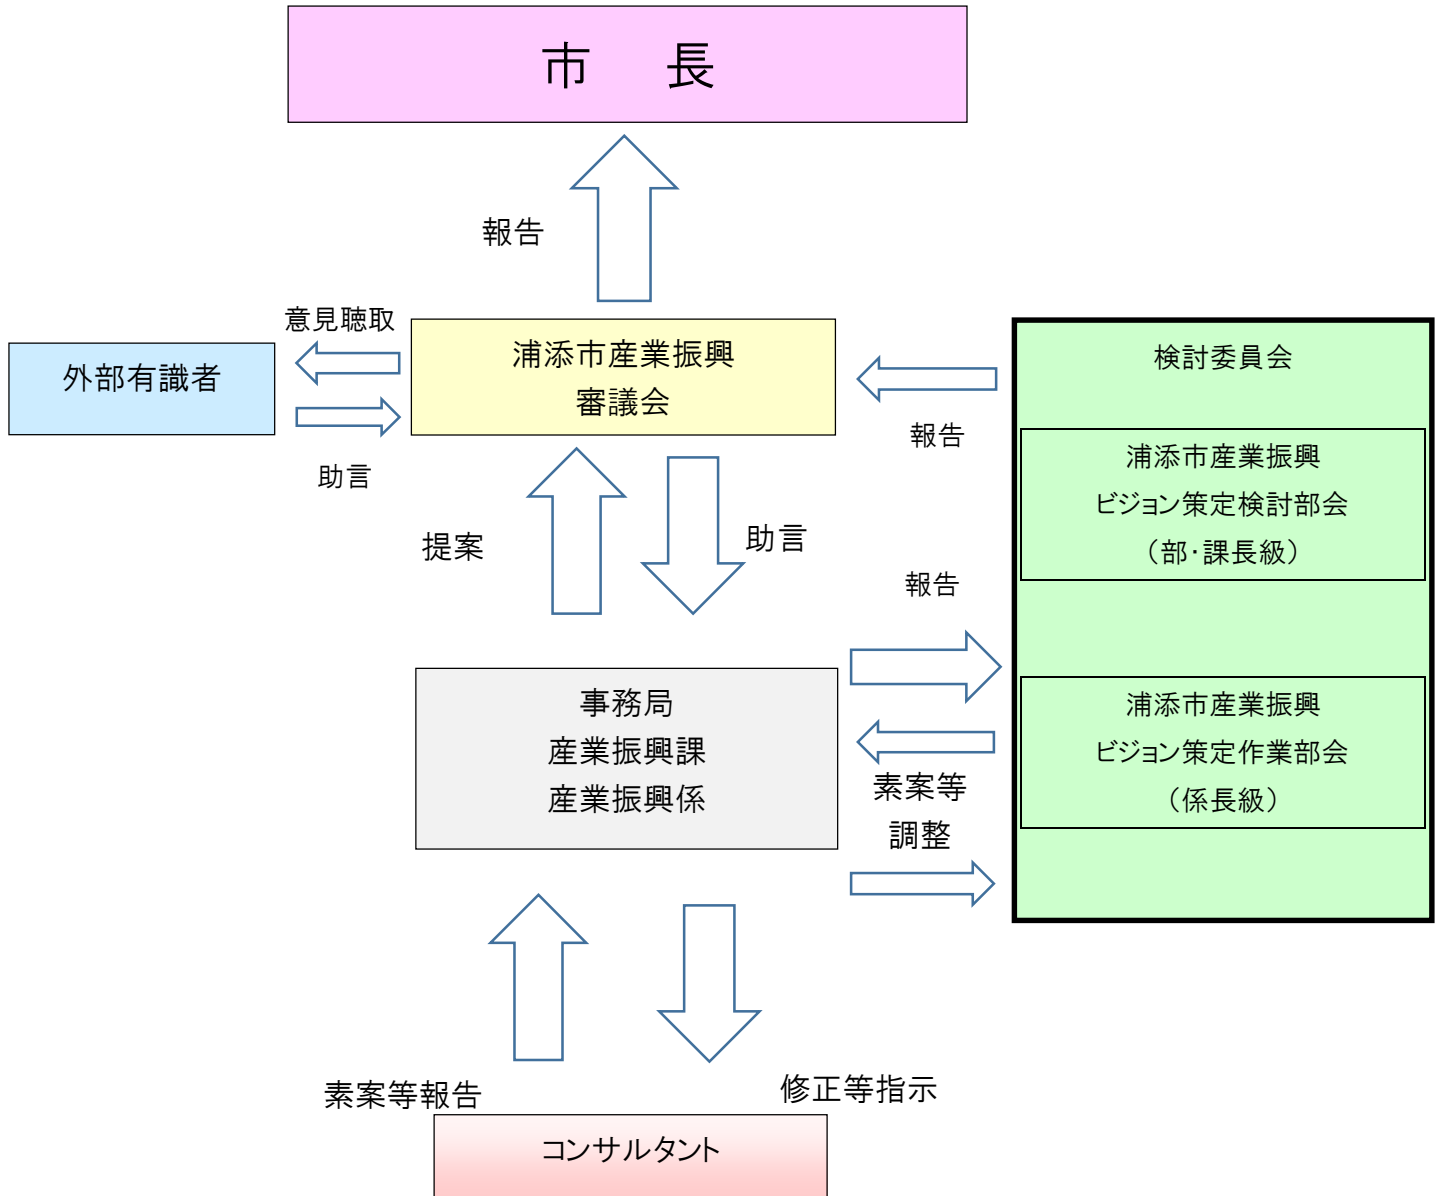 市　長
報告
意見聴取
外部有識者
助言
浦添市産業振興
審議会
報告
検討委員会
浦添市産業振興
ビジョン策定検討部会
（部・課長級）
提案
助言
報告
事務局
産業振興課
産業振興係
素案等
調整
浦添市産業振興
ビジョン策定作業部会
（係長級）
素案等報告
修正等指示
コンサルタント